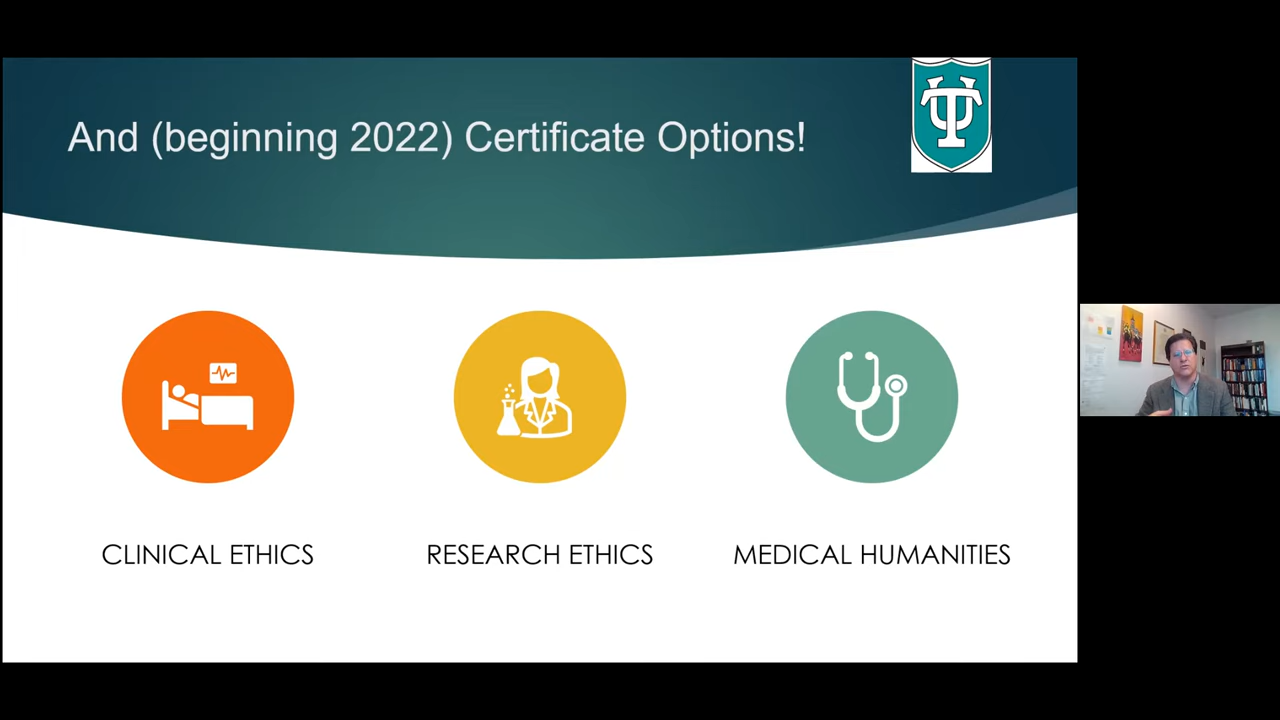 And (beginning 2022) Certificate Options!
CLINICAL ETHICS
RESEARCH ETHICS
MEDICAL HUMANITIES